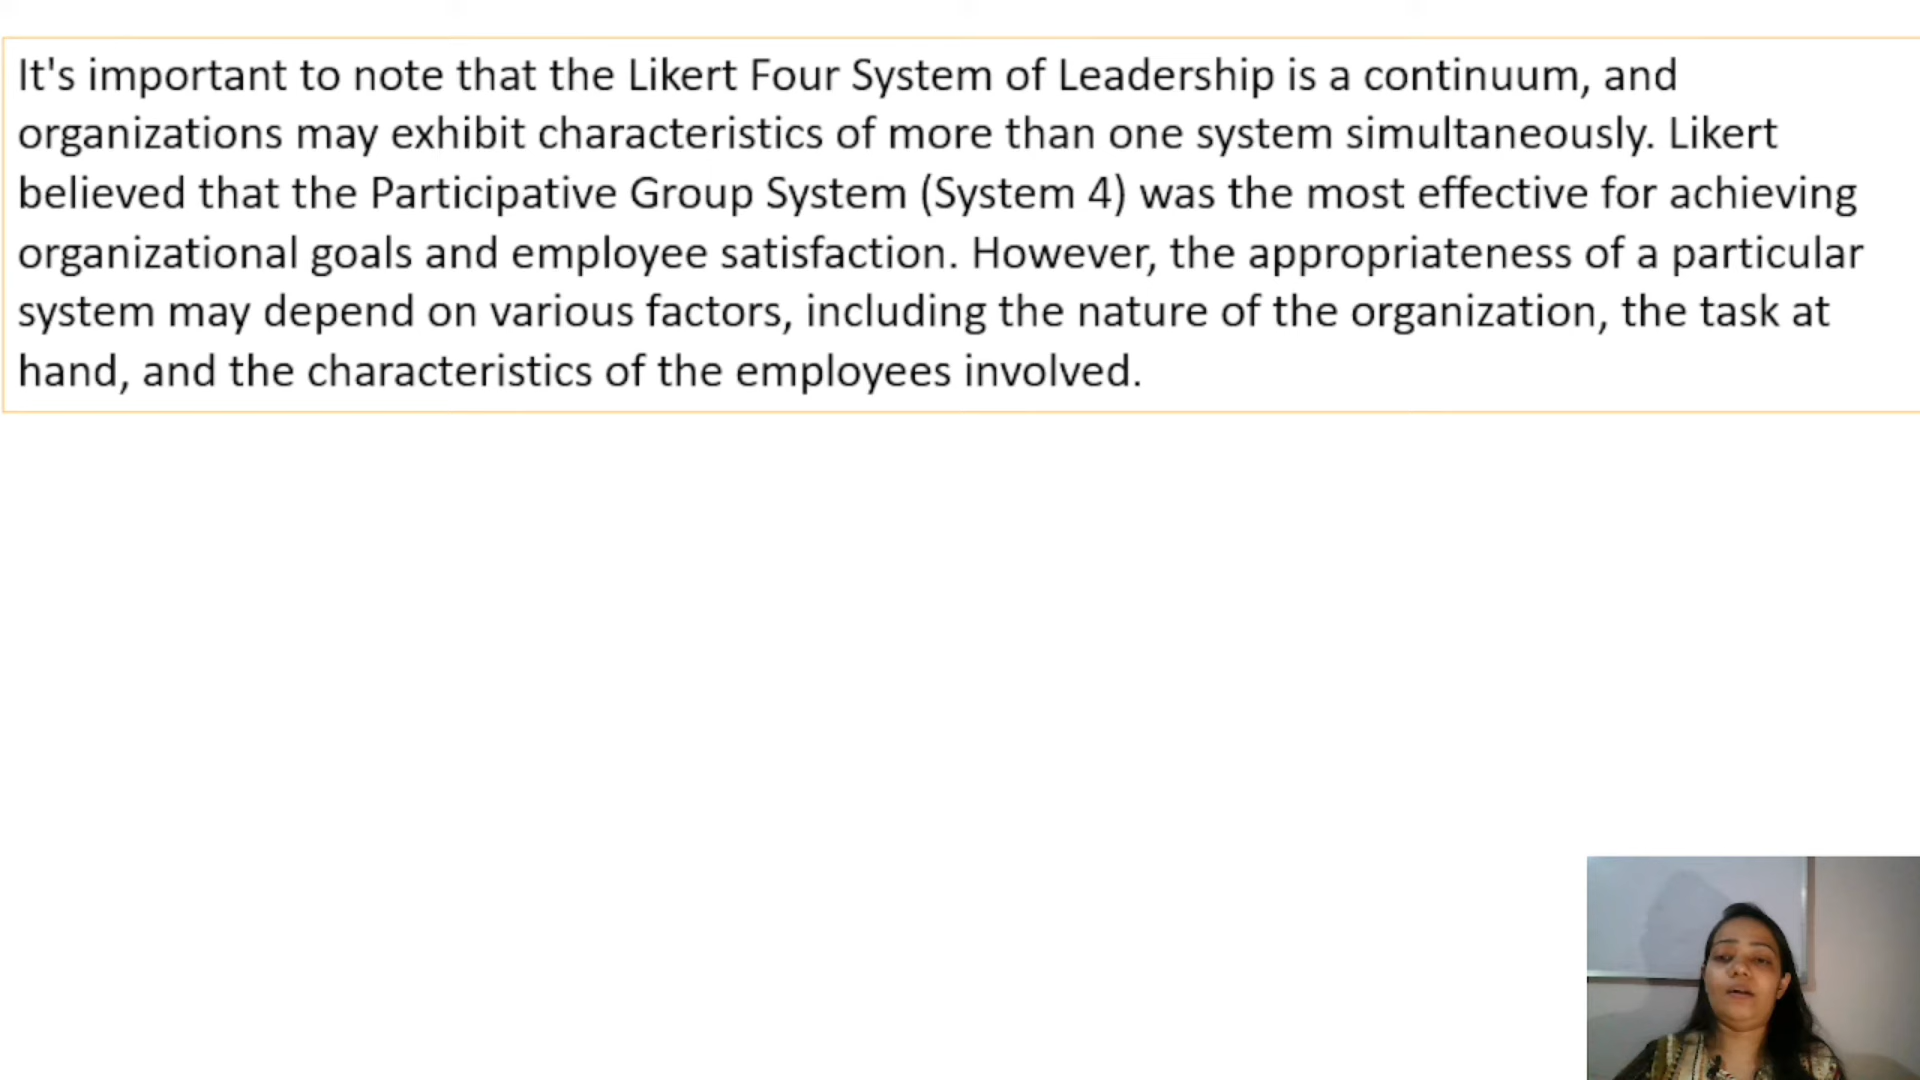 It's important to note that the Likert Four System of Leadership is a continuum, and
organizations may exhibit characteristics of more than one system simultaneously. Likert
believed that the Participative Group System (System 4) was the most effective for achieving
organizational goals and employee satisfaction. However, the appropriateness of a particular
system may depend on various factors, including the nature of the organization, the task at
hand, and the characteristics of the employees involved.